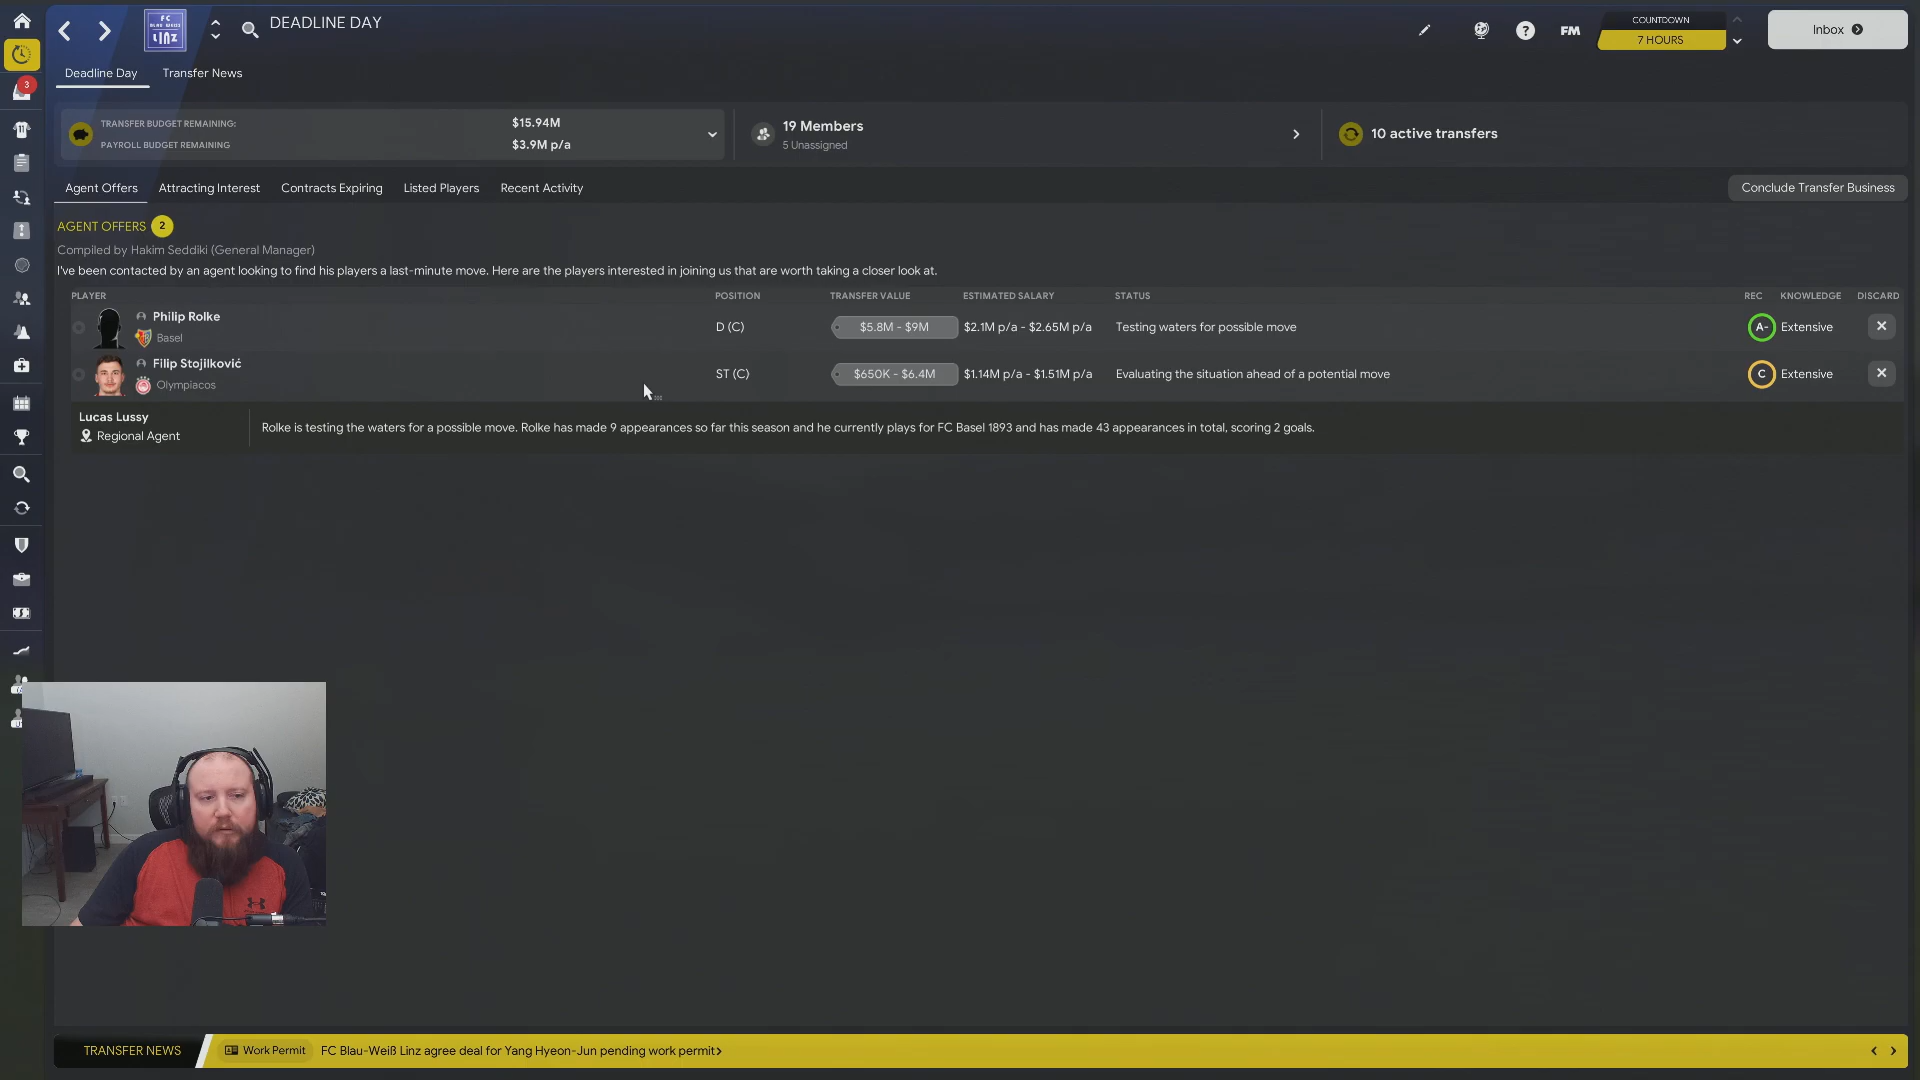 FC
BLAU-WEISS
LINZ
DEADLINE DAY
FM
COUNTDOWN
7 HOURS
Inbox
3
Deadline Day
Transfer News
TRANSFER BUDGET REMAINING:
$15.94M
PAYROLL BUDGET REMAINING
$3.9M p/a
19 Members
5 Unassigned
10 active transfers
Agent Offers
Attracting Interest
Contracts Expiring
Listed Players
Recent Activity
Conclude Transfer Business
AGENT OFFERS 2
Compiled by Hakim Seddiki (General Manager)
I've been contacted by an agent looking to find his players a last-minute move. Here are the players interested in joining us that are worth taking a closer look at.
PLAYER POSITION TRANSFER VALUE ESTIMATED SALARY STATUS REC KNOWLEDGE DISCARD
Philip Rolke
Basel
D (C) $5.8M - $9M $2.1M p/a - $2.65M p/a Testing waters for possible move A- Extensive
Filip Stojilković
Olympiacos
ST (C) $650K - $6.4M $1.14M p/a - $1.51M p/a Evaluating the situation ahead of a potential move C Extensive
Lucas Lussy
Regional Agent
Rolke is testing the waters for a possible move. Rolke has made 9 appearances so far this season and he currently plays for FC Basel 1893 and has made 43 appearances in total, scoring 2 goals.
TRANSFER NEWS
Work Permit
FC Blau-Weiß Linz agree deal for Yang Hyeon-Jun pending work permit>